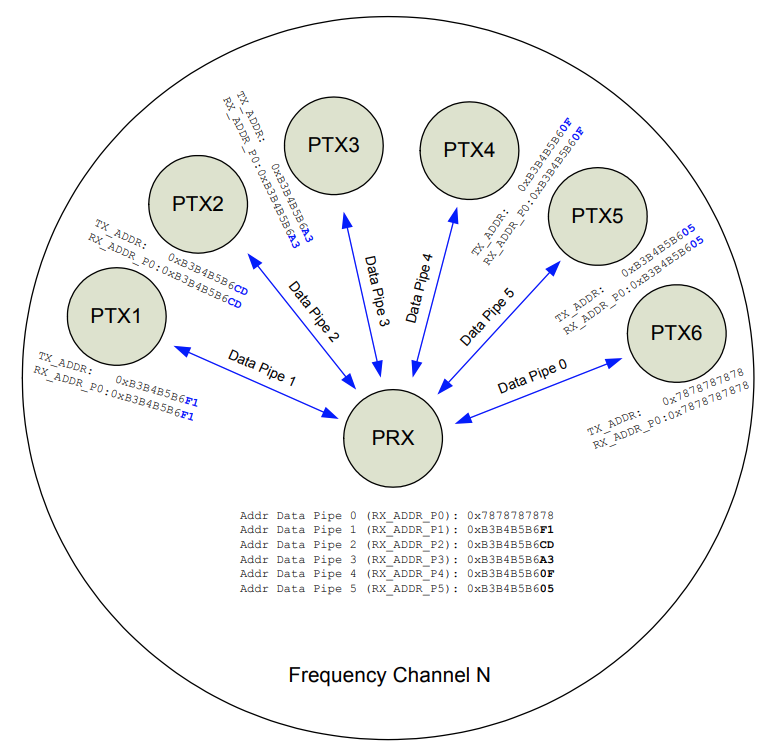 PTX3
PTX4
TX_ADDR: 0xB3B4B5B6A3
RX_ADDR_P0:0xB3B4B5B6A3
TX_ADDR: 0xB3B4B5B60F
RX_ADDR_P0:0xB3B4B5B60F
PTX2
PTX5
TX_ADDR: 0xB3B4B5B6CD
RX_ADDR_P0:0xB3B4B5B6CD
TX_ADDR: 0xB3B4B5B605
RX_ADDR_P0:0xB3B4B5B605
PTX1
PTX6
TX_ADDR: 0xB3B4B5B6F1
RX_ADDR_P0:0xB3B4B5B6F1
TX_ADDR: 0x7878787878
RX_ADDR_P0:0x7878787878
Data Pipe 1
Data Pipe 2
Data Pipe 3
Data Pipe 4
Data Pipe 5
Data Pipe 0
PRX
Addr Data Pipe 0 (RX_ADDR_P0): 0x7878787878
Addr Data Pipe 1 (RX_ADDR_P1): 0xB3B4B5B6F1
Addr Data Pipe 2 (RX_ADDR_P2): 0xB3B4B5B6CD
Addr Data Pipe 3 (RX_ADDR_P3): 0xB3B4B5B6A3
Addr Data Pipe 4 (RX_ADDR_P4): 0xB3B4B5B60F
Addr Data Pipe 5 (RX_ADDR_P5): 0xB3B4B5B605
Frequency Channel N